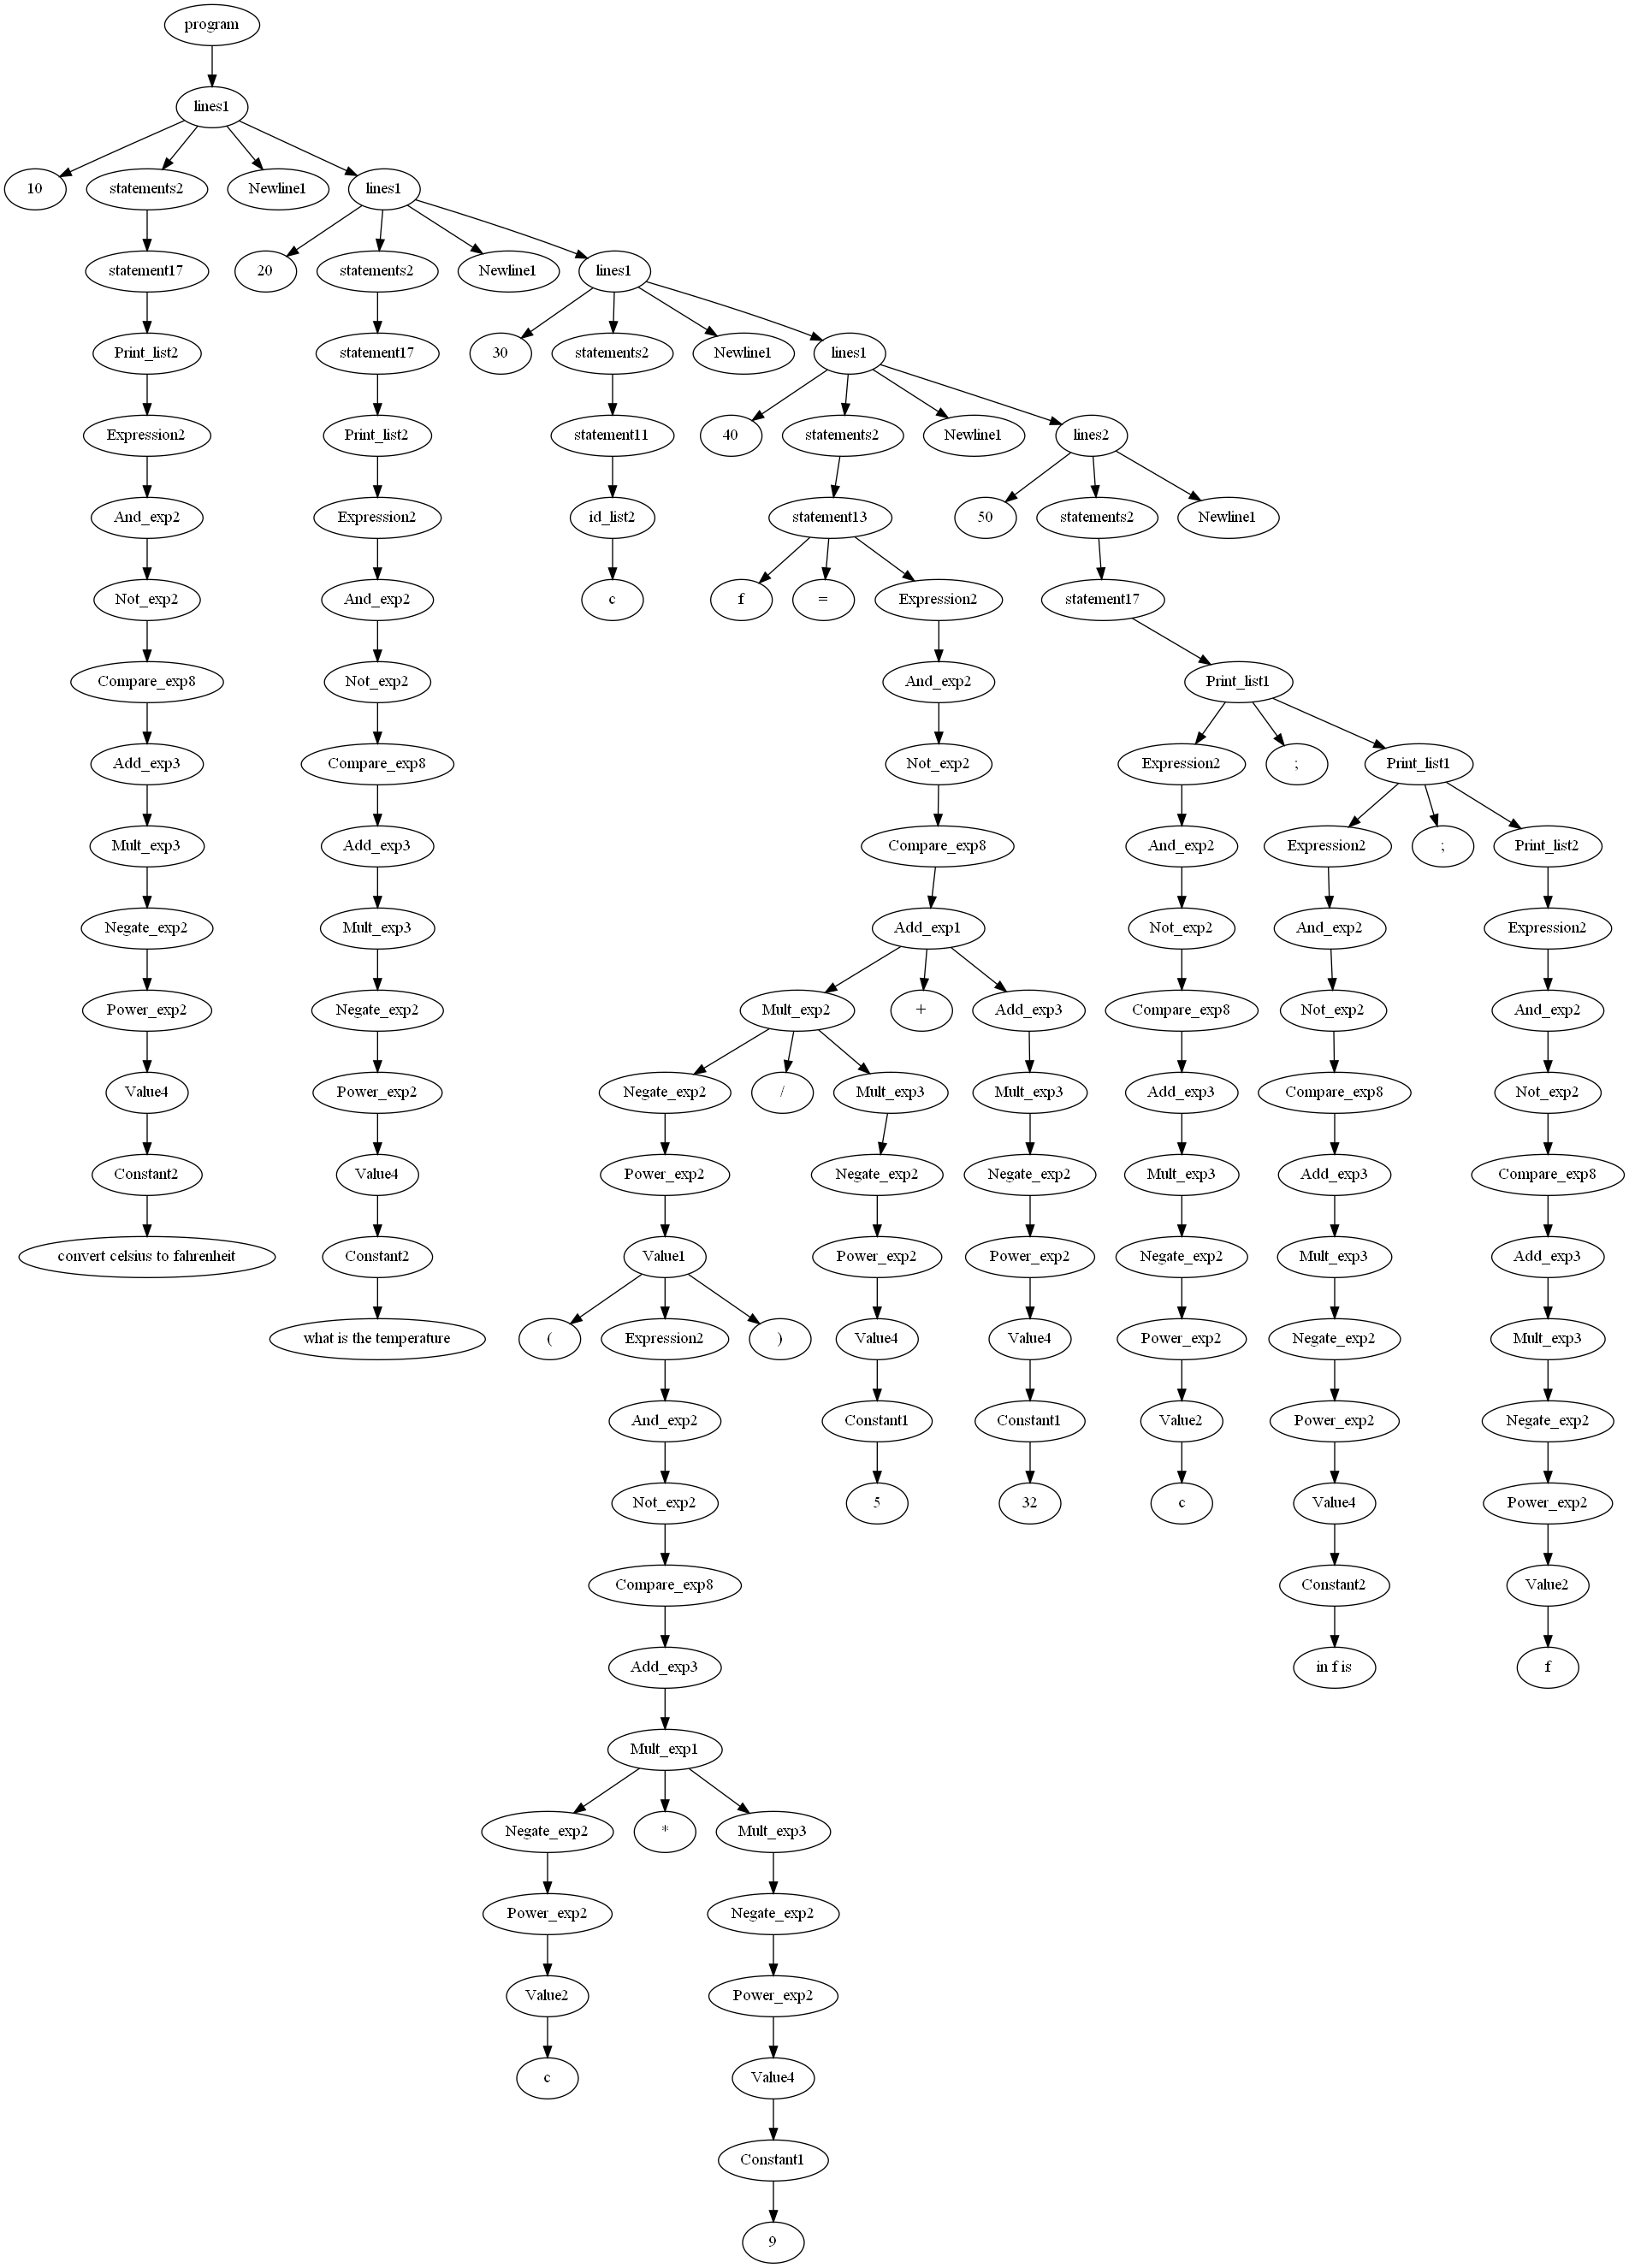 program
lines1
10 statements2 Newline1 lines1
statement17 20 statements2 Newline1 lines1
Print_list2 statement17 30 statements2 Newline1 lines1
Expression2 Print_list2 statement11 40 statements2 Newline1 lines2
And_exp2 Expression2 id_list2 statement13 50 statements2 Newline1
Not_exp2 And_exp2 c f = Expression2 statement17
Compare_exp8 Not_exp2 And_exp2 Print_list1
Add_exp3 Compare_exp8 Not_exp2 Expression2 ; Print_list1
Mult_exp3 Add_exp3 Compare_exp8 And_exp2 Expression2 ; Print_list2
Negate_exp2 Mult_exp3 Add_exp1 Not_exp2 And_exp2 Expression2
Power_exp2 Negate_exp2 Mult_exp2 + Add_exp3 Compare_exp8 Not_exp2 And_exp2
Value4 Power_exp2 Negate_exp2 / Mult_exp3 Mult_exp3 Add_exp3 Compare_exp8 Not_exp2
Constant2 Value4 Power_exp2 Negate_exp2 Negate_exp2 Mult_exp3 Add_exp3 Compare_exp8
convert celsius to fahrenheit Constant2 Value1 Power_exp2 Power_exp2 Negate_exp2 Mult_exp3 Add_exp3
what is the temperature ( Expression2 ) Value4 Value4 Power_exp2 Negate_exp2 Mult_exp3
And_exp2 Constant1 Constant1 Value2 Power_exp2 Negate_exp2
Not_exp2 5 32 c Value4 Power_exp2
Compare_exp8 Constant2 Value2
Add_exp3 in f is f
Mult_exp1
Negate_exp2 * Mult_exp3
Power_exp2 Negate_exp2
Value2 Power_exp2
c Value4
Constant1
9